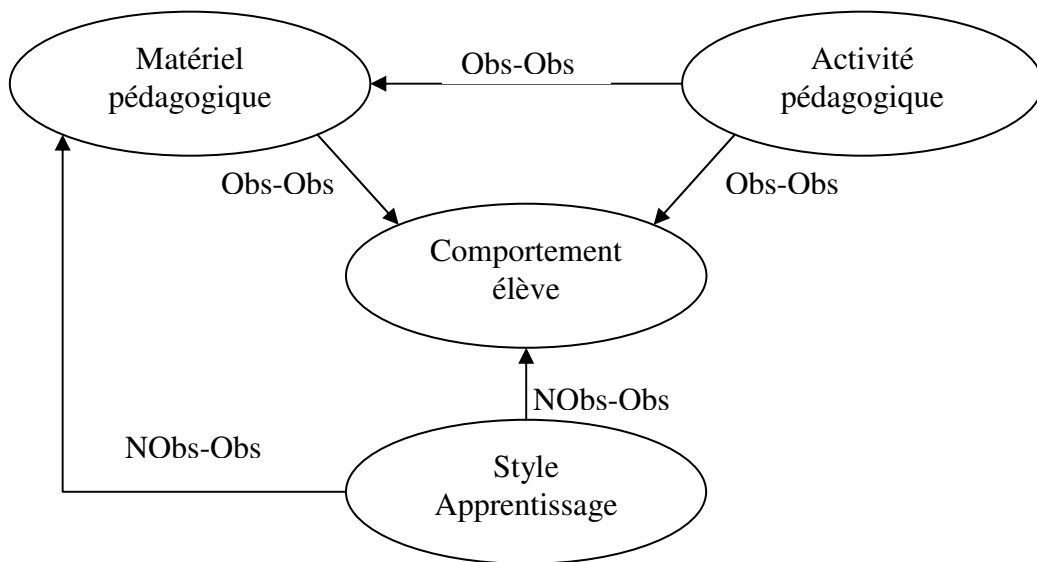 Matériel
pédagogique
Obs-Obs
Activité
pédagogique
Obs-Obs
Obs-Obs
Comportement
élève
NObs-Obs
NObs-Obs
Style
Apprentissage